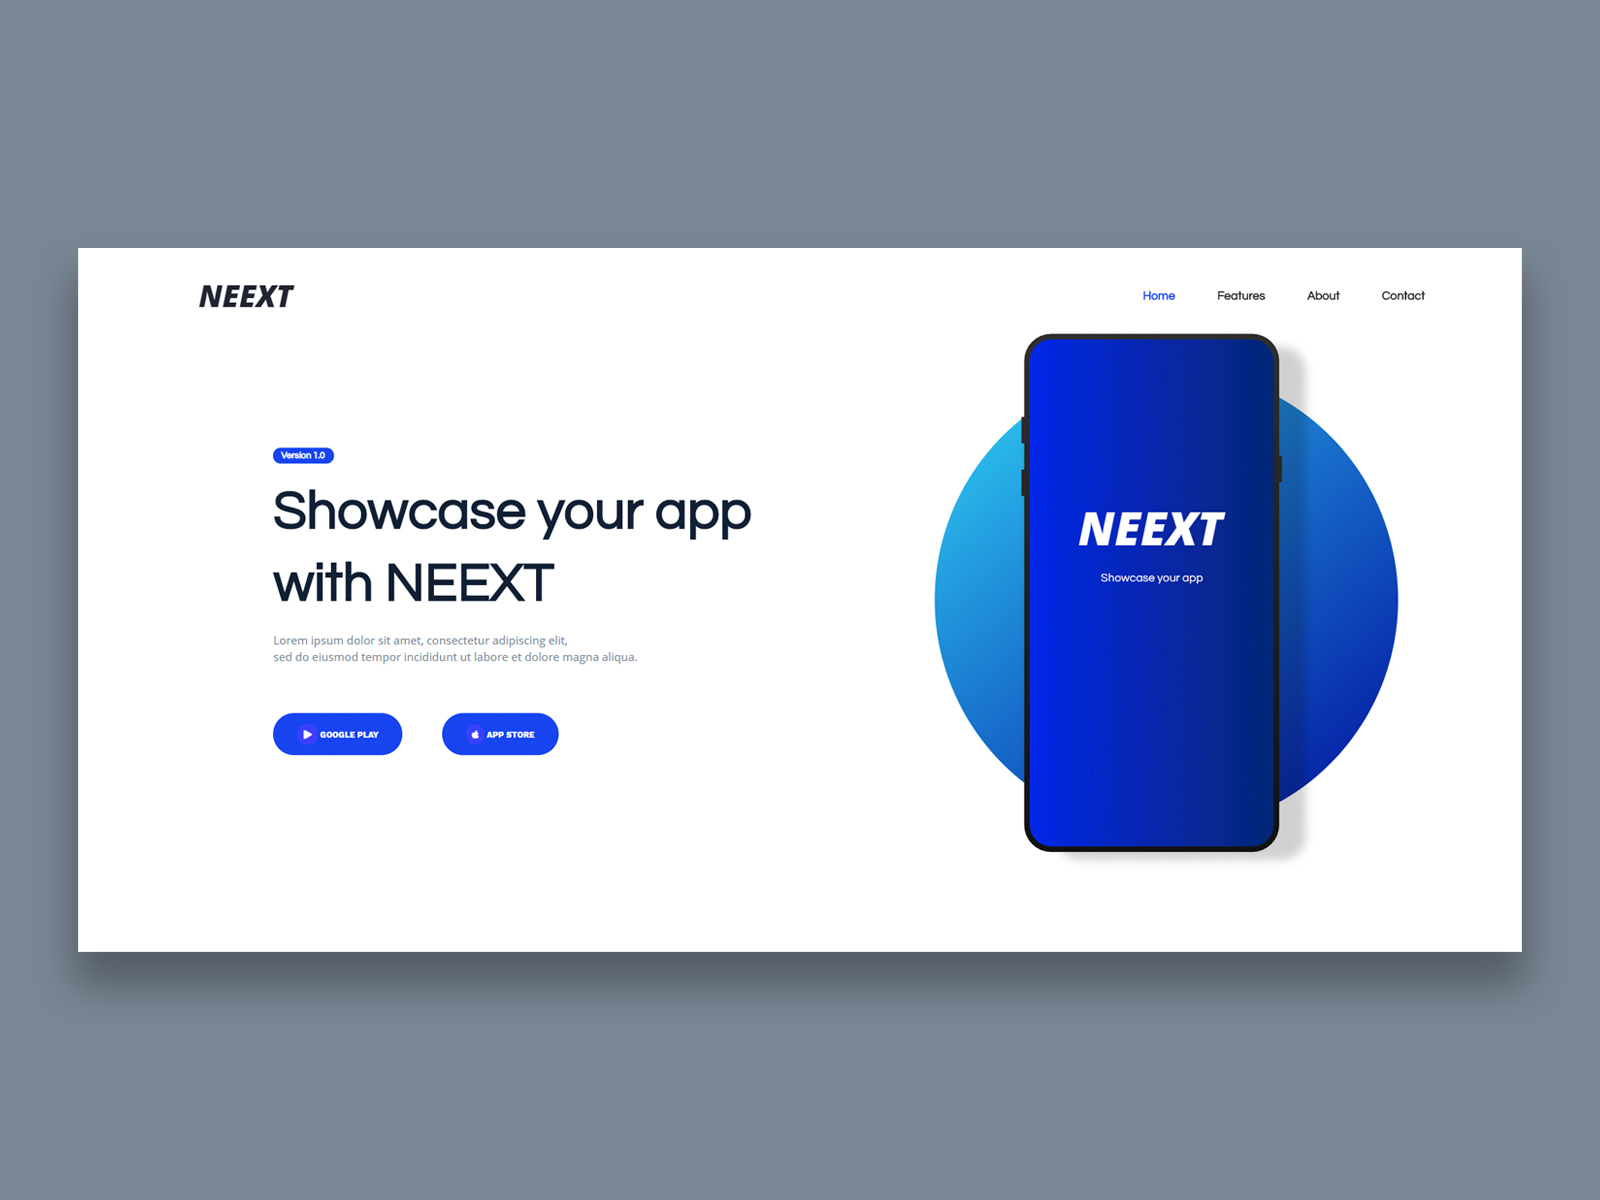 NEEXT
Home
Features
About
Contact
Version 1.0
Showcase your app
with NEEXT
Lorem ipsum dolor sit amet, consectetur adipiscing elit,
sed do eiusmod tempor incididunt ut labore et dolore magna aliqua.
GOOGLE PLAY
APP STORE
NEEXT
Showcase your app